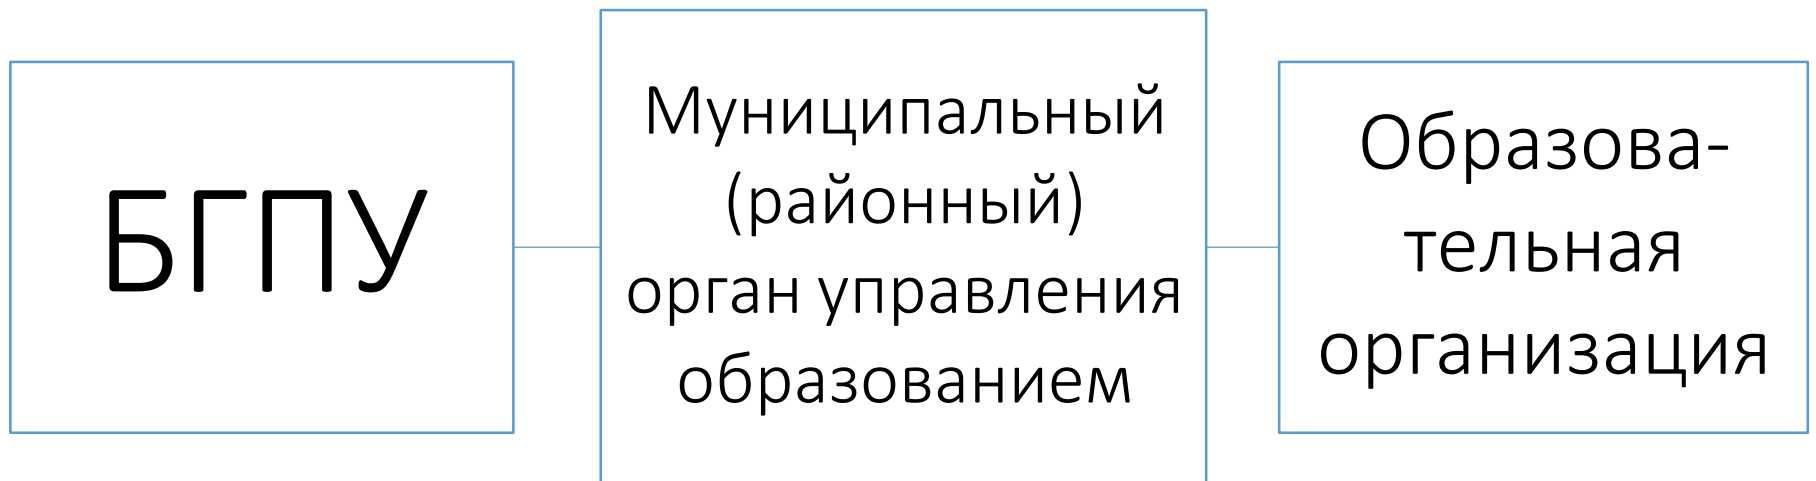 БГПУ
Муниципальный
(районный)
орган управления
образованием
Образова-
тельная
организация